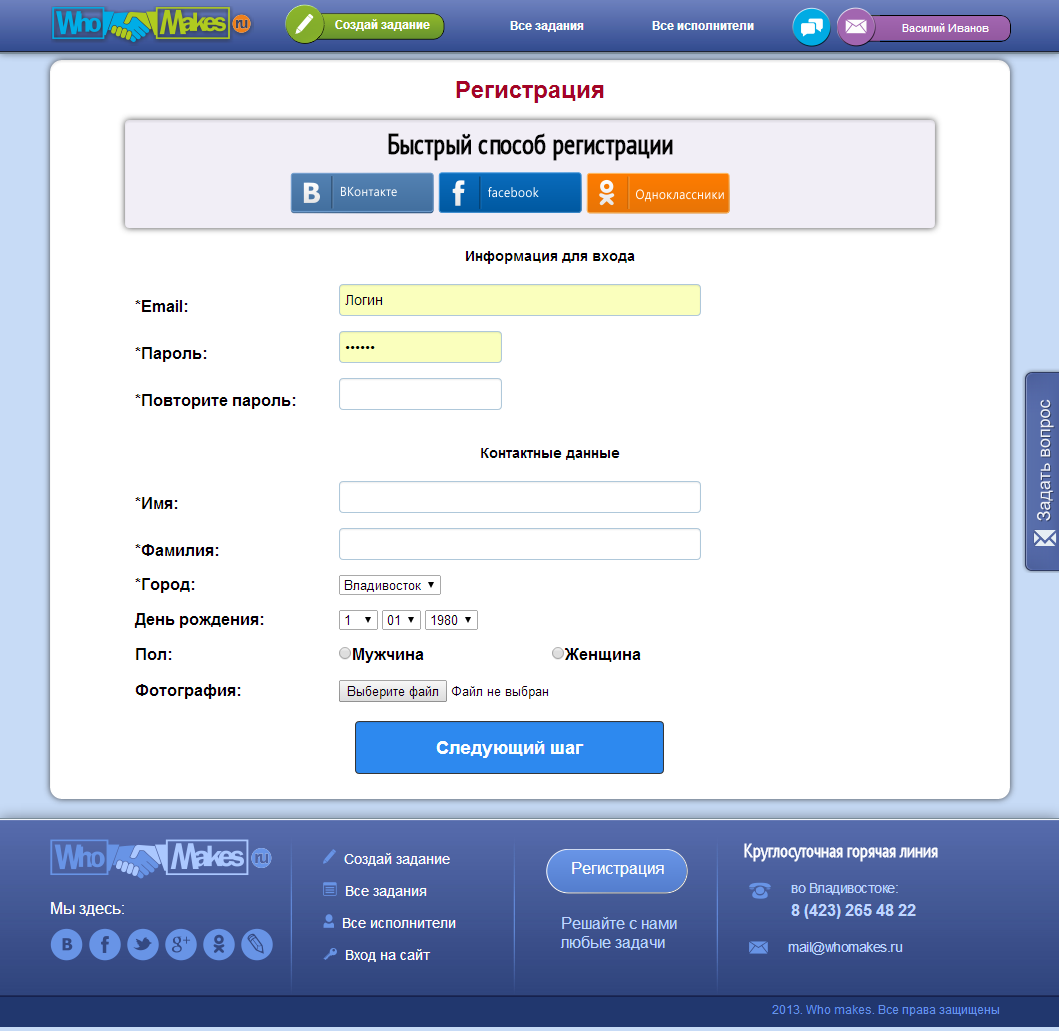 Who Makes ru
Создай задание
Все задания
Все исполнители
Василий Иванов
Регистрация
Быстрый способ регистрации
В ВКонтакте
f facebook
Одноклассники
Информация для входа
*Email:
Логин
*Пароль:
••••••
*Повторите пароль:
Контактные данные
*Имя:
*Фамилия:
*Город:
Владивосток
День рождения:
1 01 1980
Пол:
Мужчина Женщина
Фотография:
Выберите файл Файл не выбран
Следующий шаг
Задать вопрос
Who Makes ru
Мы здесь:
В f g+
Создай задание
Все задания
Все исполнители
Вход на сайт
Регистрация
Решайте с нами
любые задачи
Круглосуточная горячая линия
во Владивостоке:
8 (423) 265 48 22
mail@whomakes.ru
2013. Who makes. Все права защищены